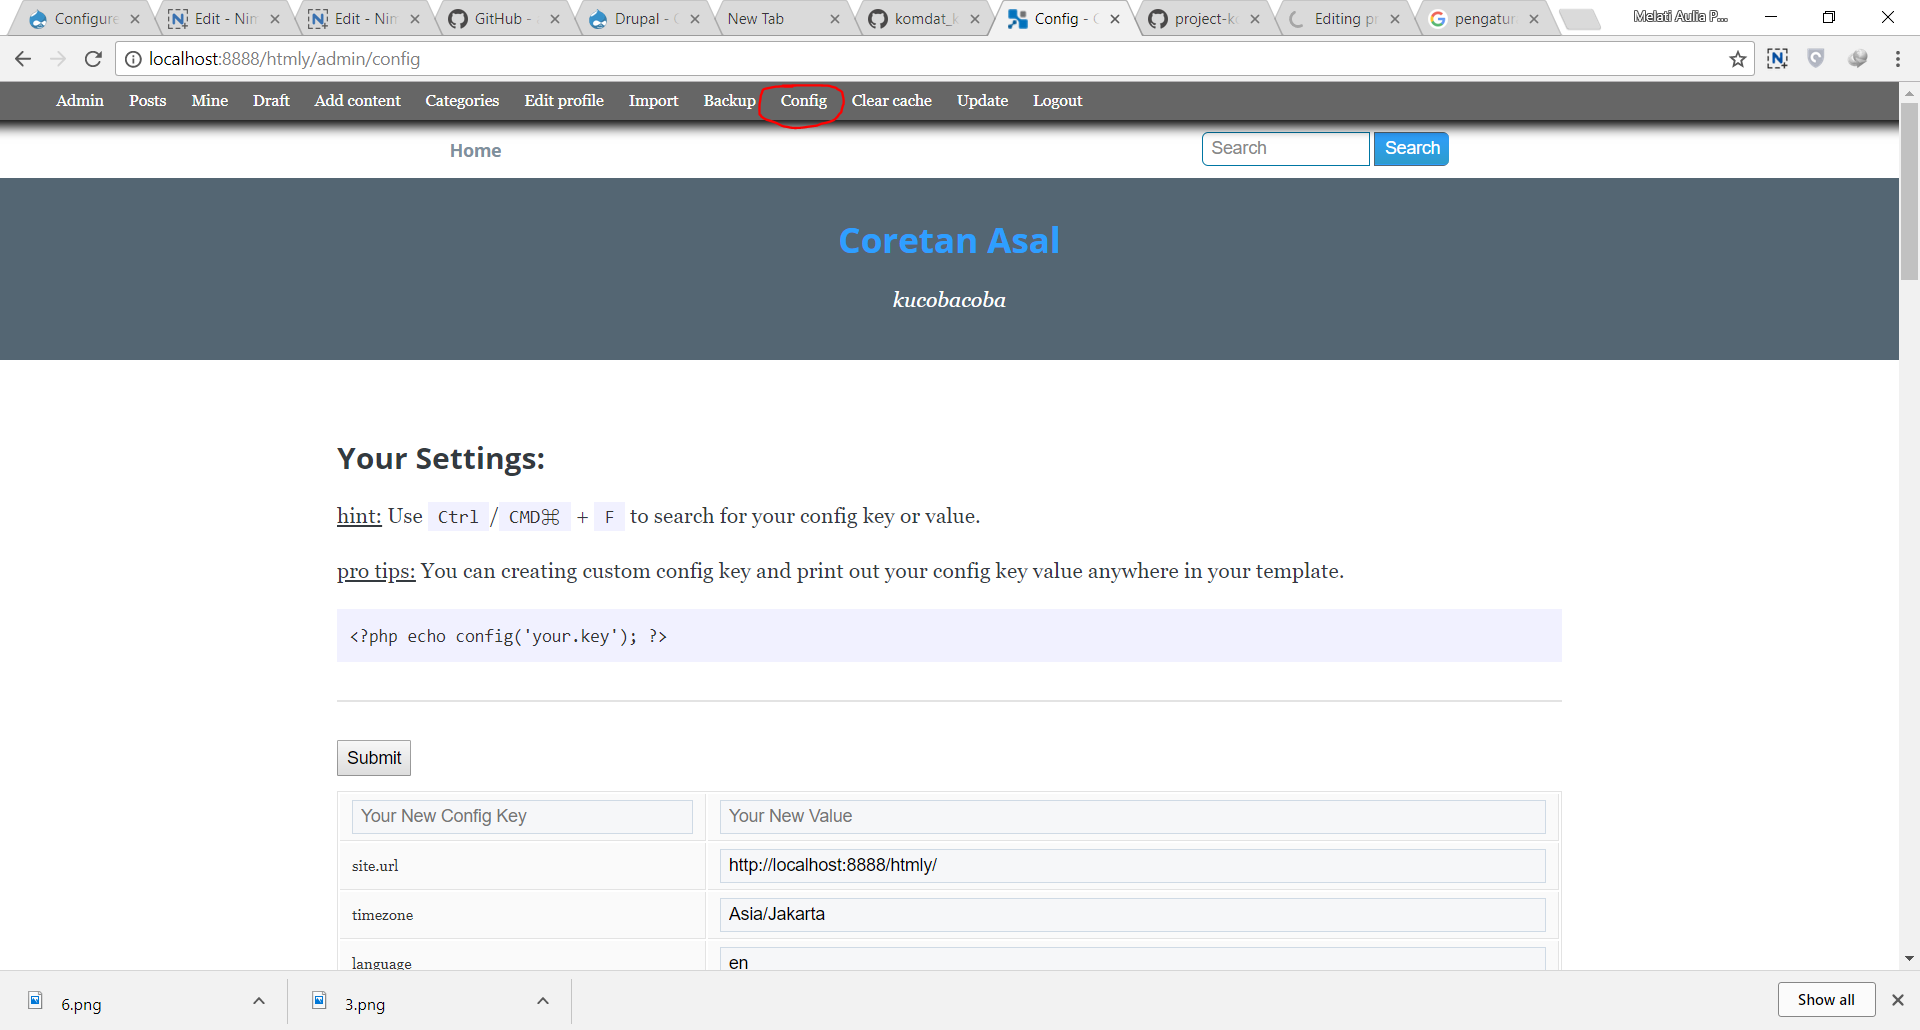 Configure Edit - Nim Edit - Nim GitHub - Drupal - New Tab komdat_k Config - project-k Editing p pengatur Melati Aulia P...
localhost:8888/htmly/admin/config
Admin Posts Mine Draft Add content Categories Edit profile Import Backup Config Clear cache Update Logout
Home Search Search
Coretan Asal
kucobacoba
Your Settings:
hint: Use Ctrl / CMD⌘ + F to search for your config key or value.
pro tips: You can creating custom config key and print out your config key value anywhere in your template.
<?php echo config('your.key'); ?>
Submit
Your New Config Key Your New Value
site.url http://localhost:8888/htmly/
timezone Asia/Jakarta
language en
6.png 3.png Show all